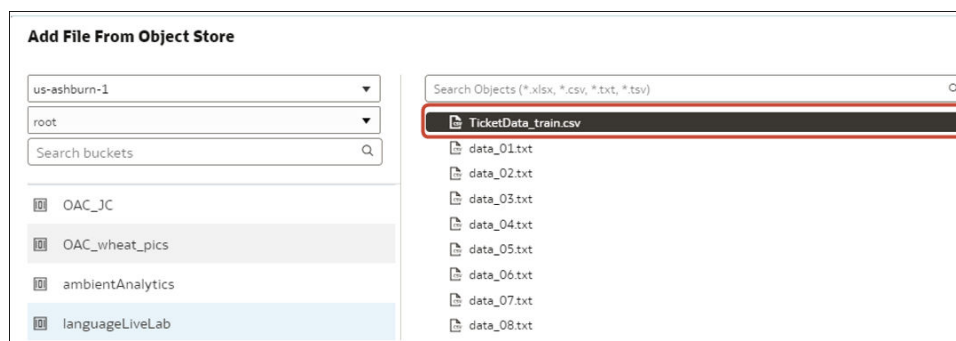 Add File From Object Store
us-ashburn-1
root
Search buckets
OAC_JC
OAC_wheat_pics
ambientAnalytics
languageLiveLab
Search Objects (*.xlsx, *.csv, *.txt, *.tsv)
TicketData_train.csv
data_01.txt
data_02.txt
data_03.txt
data_04.txt
data_05.txt
data_06.txt
data_07.txt
data_08.txt